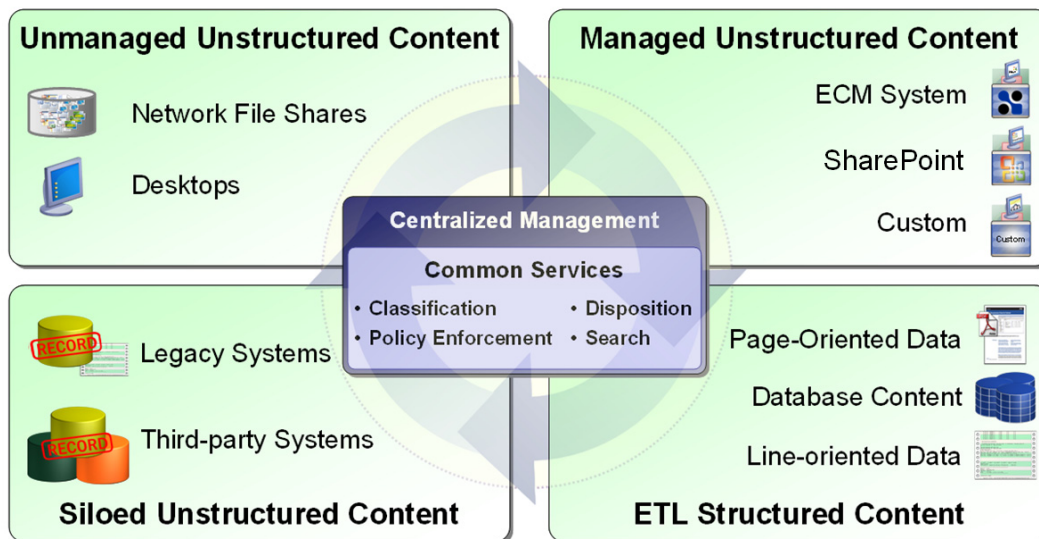 Unmanaged Unstructured Content
Network File Shares
Desktops
Managed Unstructured Content
ECM System
SharePoint
Custom
Custom
Centralized Management
Common Services
• Classification
• Policy Enforcement
• Disposition
• Search
RECORD
Legacy Systems
RECORD
Third-party Systems
Siloed Unstructured Content
Page-Oriented Data
Database Content
Line-oriented Data
ETL Structured Content